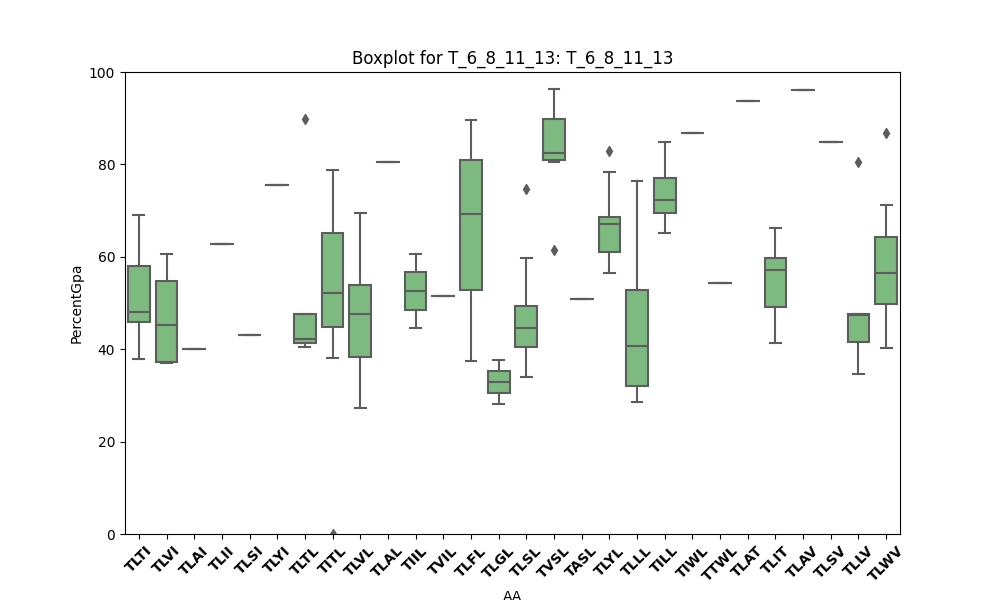 Boxplot for T_6_8_11_13: T_6_8_11_13
100
80
60
40
20
0
PercentGpa
TLTI TLVI TLAI TLII TLSI TLYI TLTL TITL TLVL TLAL TIIL TVIL TLFL TLGL TLSL TVSL TASL TLYL TLLL TILL TIWL TTWL TLAT TLIT TLAV TLSV TLLV TLWV
AA